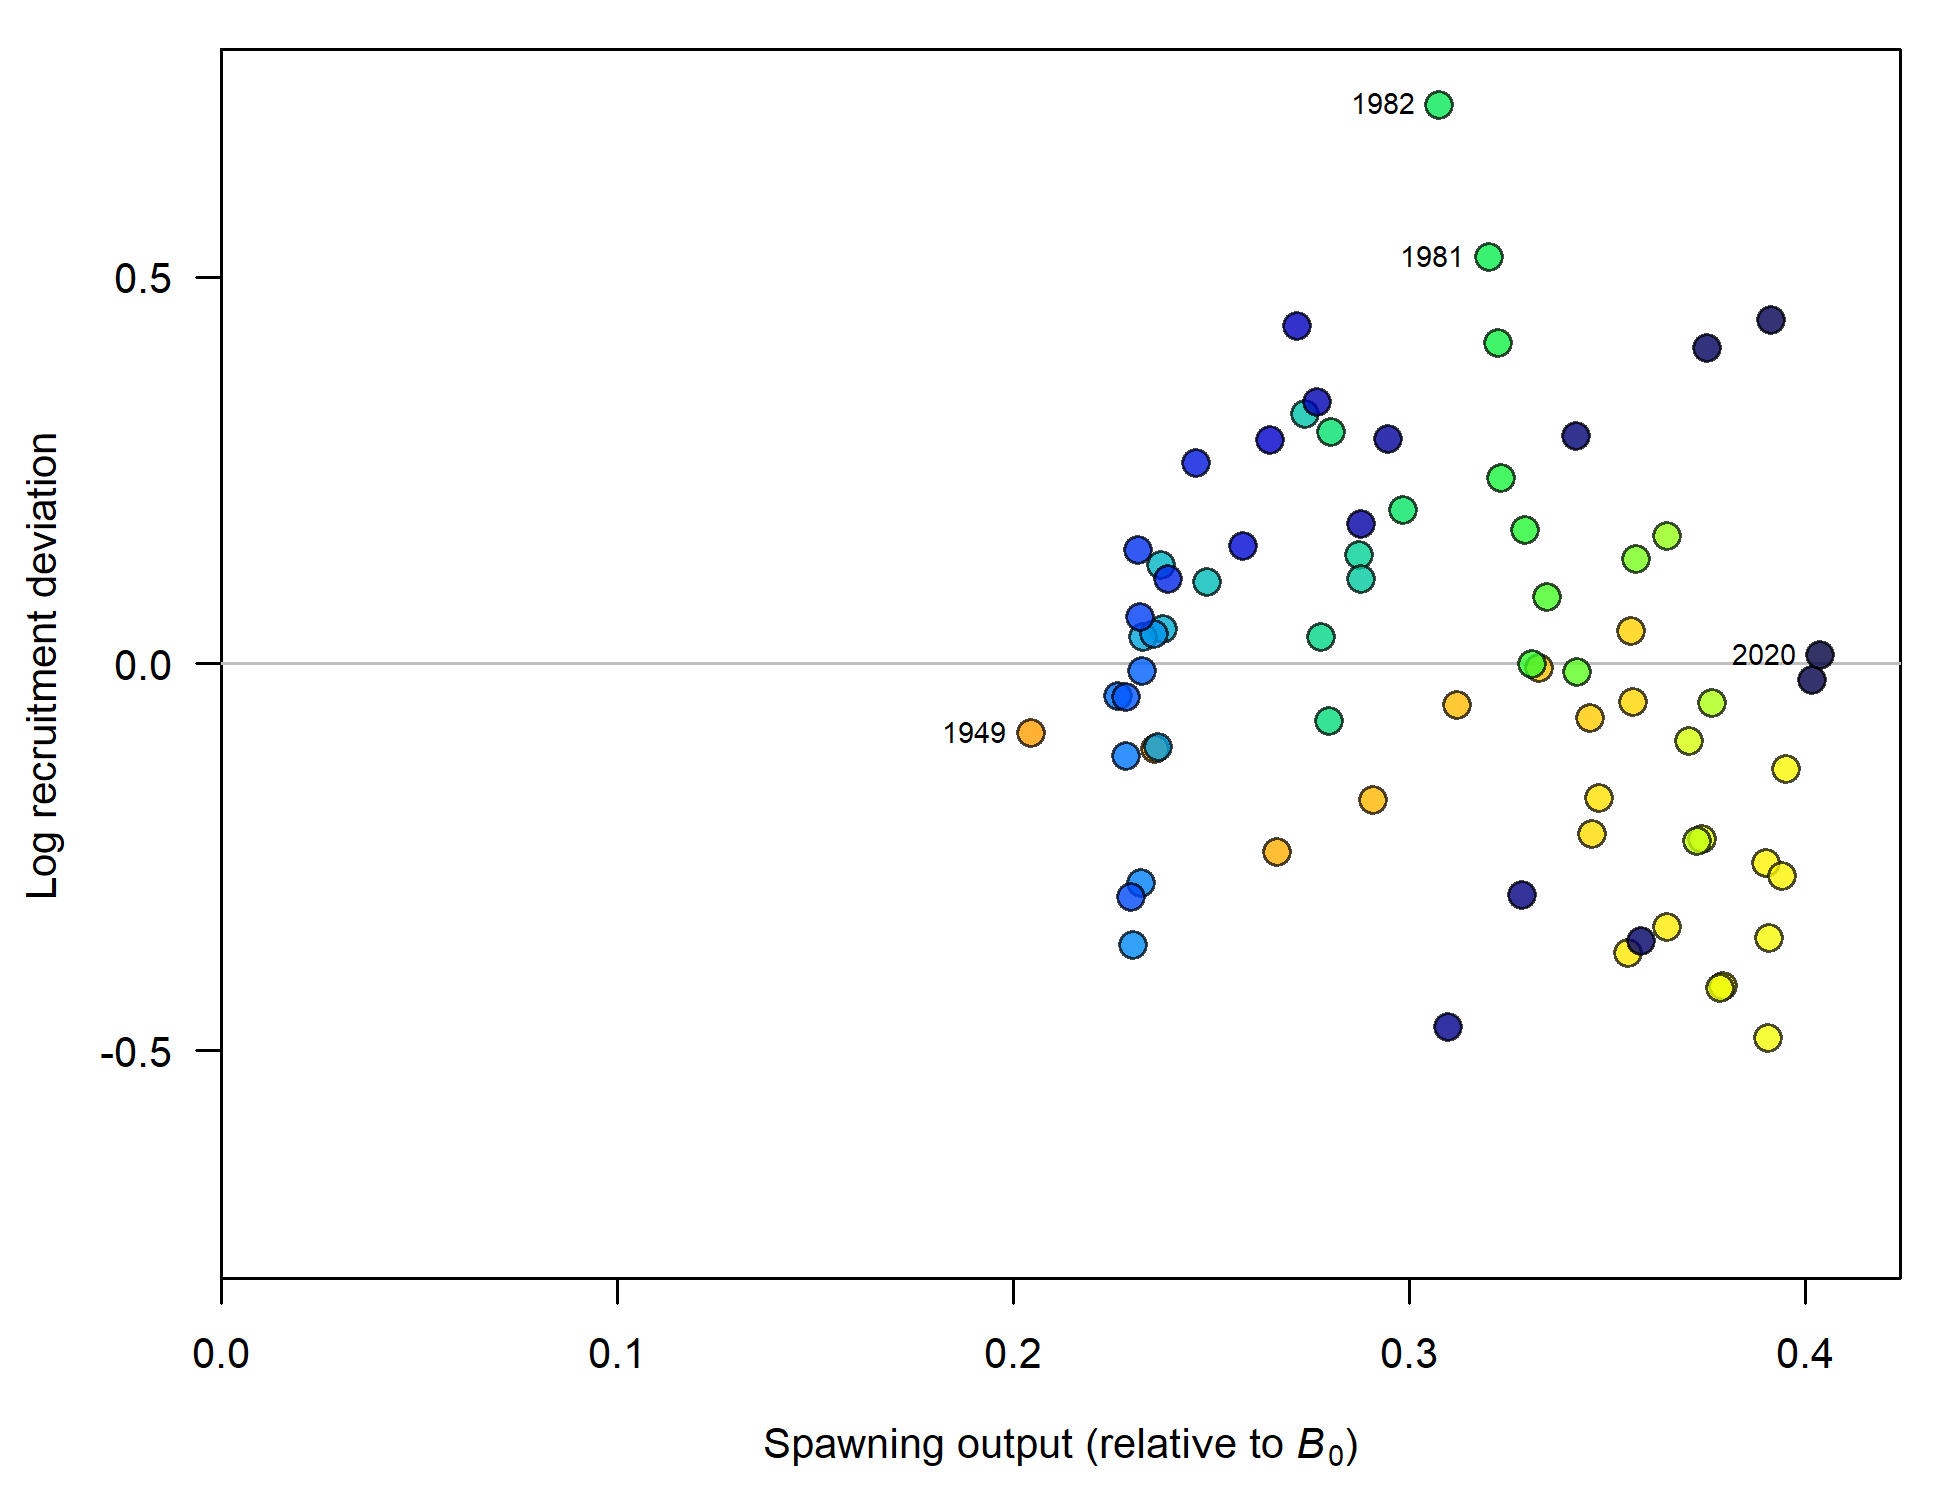 1982
1981
0.5
Log recruitment deviation
0.0
2020
1949
-0.5
0.0 0.1 0.2 0.3 0.4
Spawning output (relative to B₀)